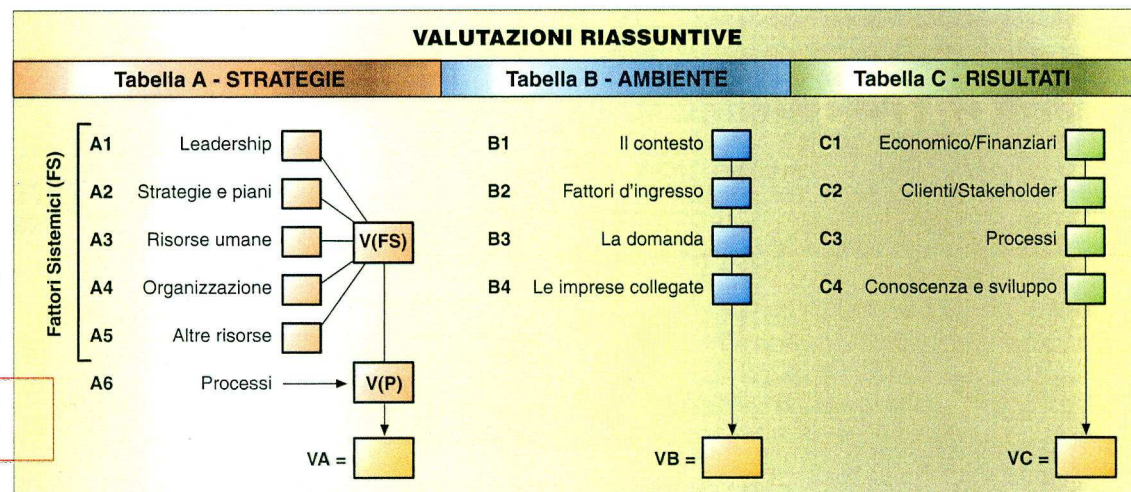 VALUTAZIONI RIASSUNTIVE
Tabella A - STRATEGIE
Fattori Sistemici (FS)
A1 Leadership
A2 Strategie e piani
A3 Risorse umane
A4 Organizzazione
A5 Altre risorse
V(FS)
A6 Processi V(P)
VA =
Tabella B - AMBIENTE
B1 Il contesto
B2 Fattori d'ingresso
B3 La domanda
B4 Le imprese collegate
VB =
Tabella C - RISULTATI
C1 Economico/Finanziari
C2 Clienti/Stakeholder
C3 Processi
C4 Conoscenza e sviluppo
VC =